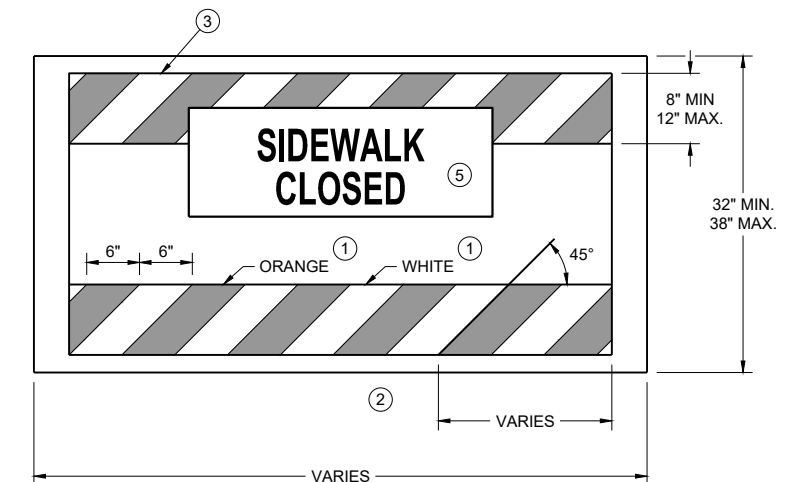 3
8" MIN
12" MAX.
SIDEWALK
CLOSED
5
32" MIN.
38" MAX.
6" 6"
1 1
ORANGE WHITE
45°
2
VARIES
VARIES